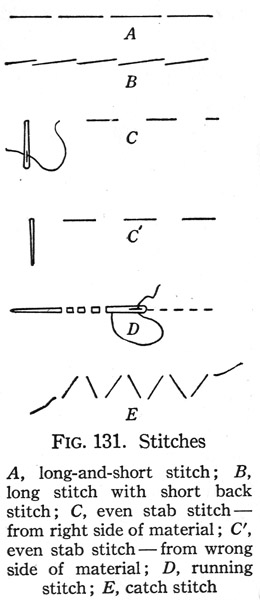 A
B
C
C′
D
E
FIG. 131. Stitches
A, long-and-short stitch; B,
long stitch with short back
stitch; C, even stab stitch—
from right side of material; C′,
even stab stitch—from wrong
side of material; D, running
stitch; E, catch stitch